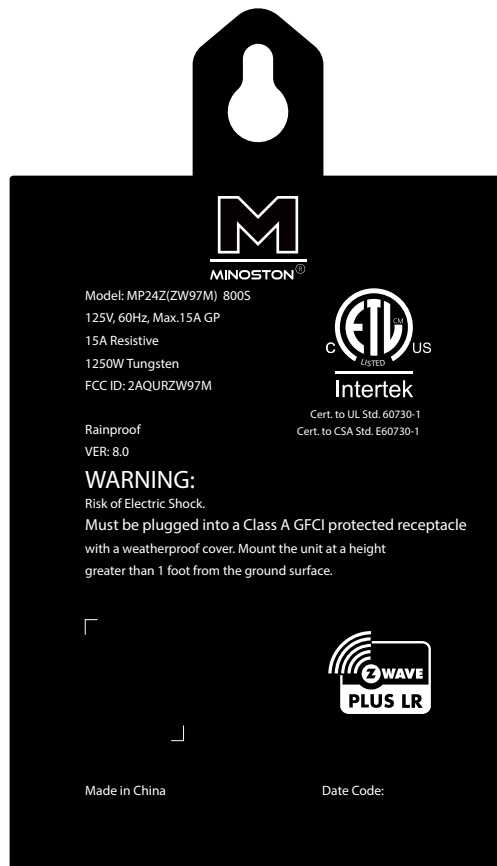 M
MINOSTON®
Model: MP24Z(ZW97M) 800S
125V, 60Hz, Max.15A GP
15A Resistive
1250W Tungsten
FCC ID: 2AQURZW97M
Rainproof
VER: 8.0
ETL CM
C US
LISTED
Intertek
Cert. to UL Std. 60730-1
Cert. to CSA Std. E60730-1
WARNING:
Risk of Electric Shock.
Must be plugged into a Class A GFCI protected receptacle
with a weatherproof cover. Mount the unit at a height
greater than 1 foot from the ground surface.
Z WAVE
PLUS LR
Made in China
Date Code: